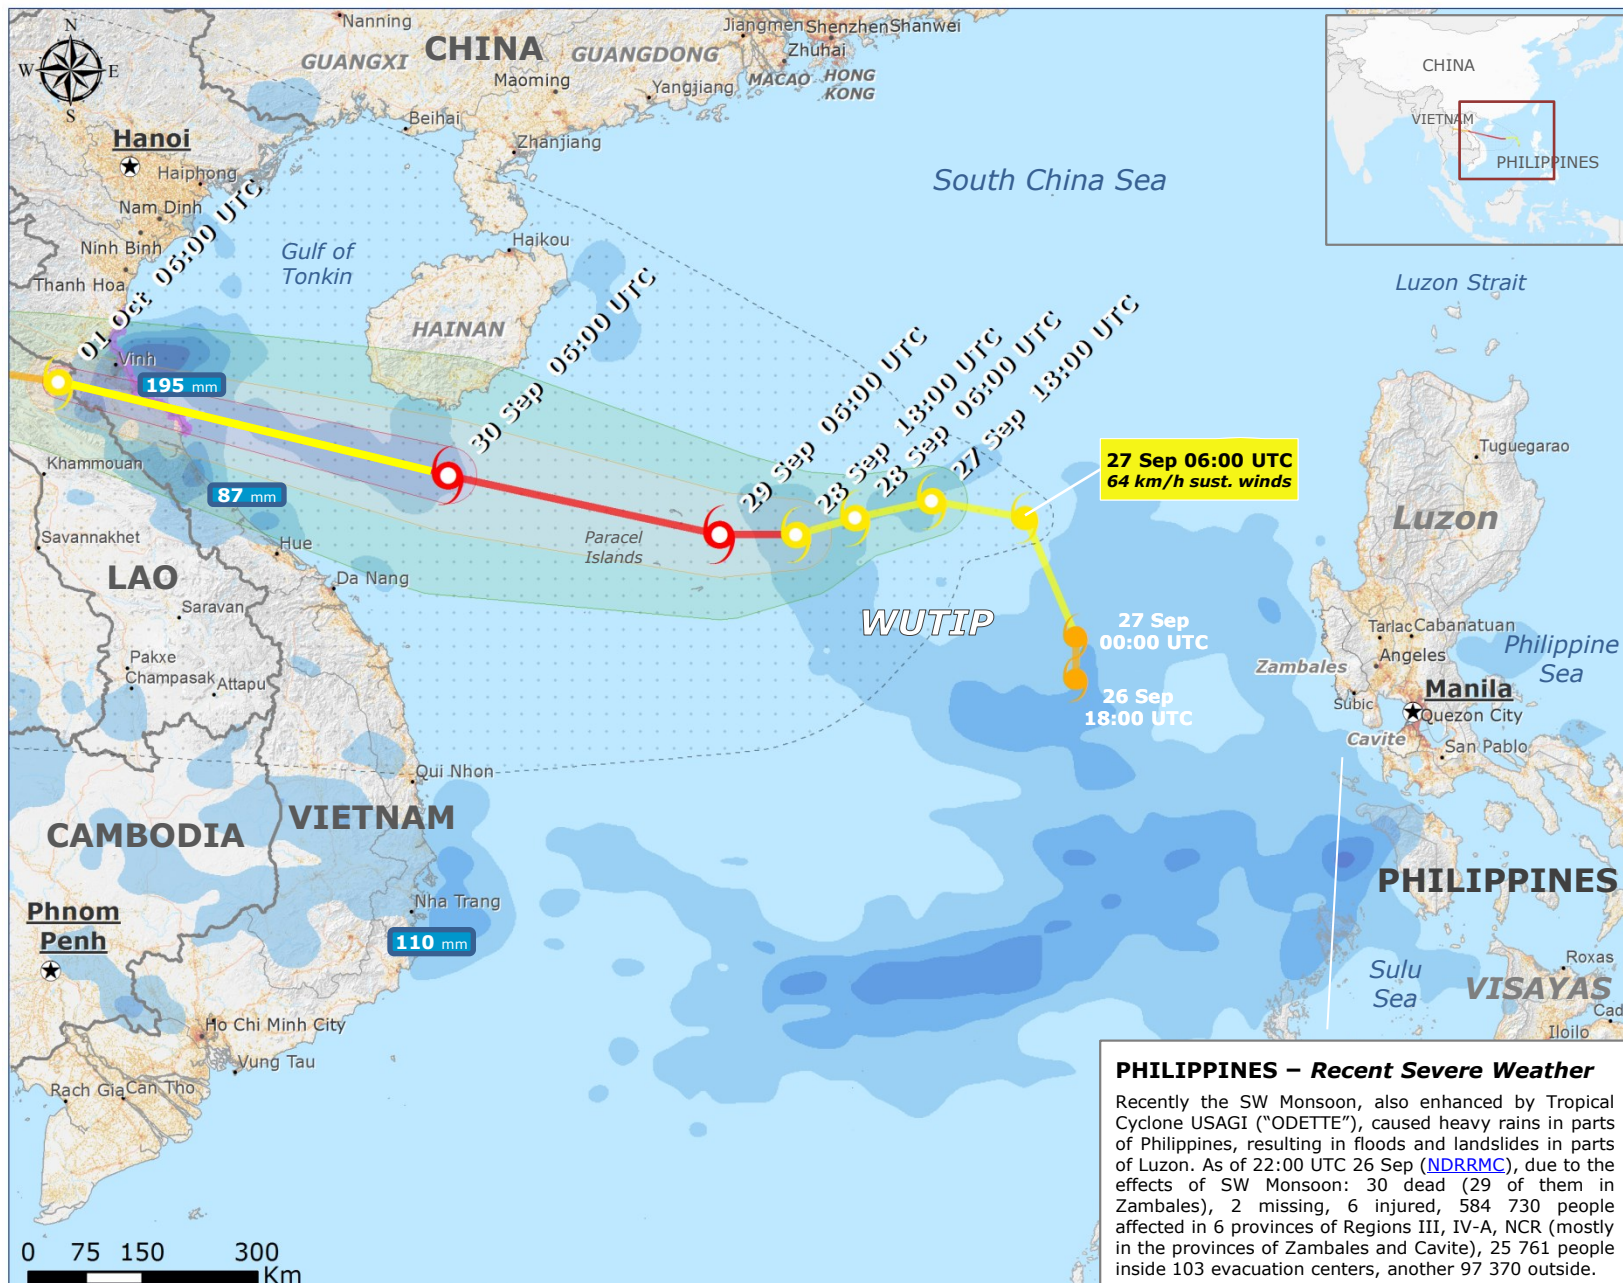 Nanning
GUANGXI
CHINA
GUANGDONG
Jiangmen
Shenzhen
Shanwei
Zhuhai
MACAO
HONG
KONG
Maoming
Yangjiang
Beihai
Zhanjiang
N
W
E
S
Hanoi
Haiphong
Nam Dinh
Ninh Binh
Thanh Hoa
Gulf of
Tonkin
Haikou
HAINAN
South China Sea
CHINA
VIETNAM
PHILIPPINES
Luzon Strait
01 Oct 06:00 UTC
30 Sep 06:00 UTC
29 Sep 06:00 UTC
28 Sep 18:00 UTC
28 Sep 06:00 UTC
27 Sep 18:00 UTC
27 Sep 06:00 UTC
64 km/h sust. winds
Vinh
195 mm
87 mm
Khammouan
Savannakhet
Hue
Da Nang
LAO
Saravan
Pakxe
Champasak
Attapu
Paracel
Islands
WUTIP
27 Sep
00:00 UTC
26 Sep
18:00 UTC
Tuguegarao
Luzon
Tarlac
Cabanatuan
Angeles
Zambales
Philippine
Sea
Subic
Manila
Quezon City
Cavite
San Pablo
Qui Nhon
VIETNAM
CAMBODIA
Nha Trang
110 mm
Phnom
Penh
Ho Chi Minh City
Vung Tau
Rach Gia
Can Tho
PHILIPPINES
Sulu
Sea
Roxas
VISAYAS
Cad
Iloilo
0 75 150 300
Km
PHILIPPINES – Recent Severe Weather
Recently the SW Monsoon, also enhanced by Tropical
Cyclone USAGI (“ODETTE”), caused heavy rains in parts
of Philippines, resulting in floods and landslides in parts
of Luzon. As of 22:00 UTC 26 Sep (NDRRMC), due to the
effects of SW Monsoon: 30 dead (29 of them in
Zambales), 2 missing, 6 injured, 584 730 people
affected in 6 provinces of Regions III, IV-A, NCR (mostly
in the provinces of Zambales and Cavite), 25 761 people
inside 103 evacuation centers, another 97 370 outside.